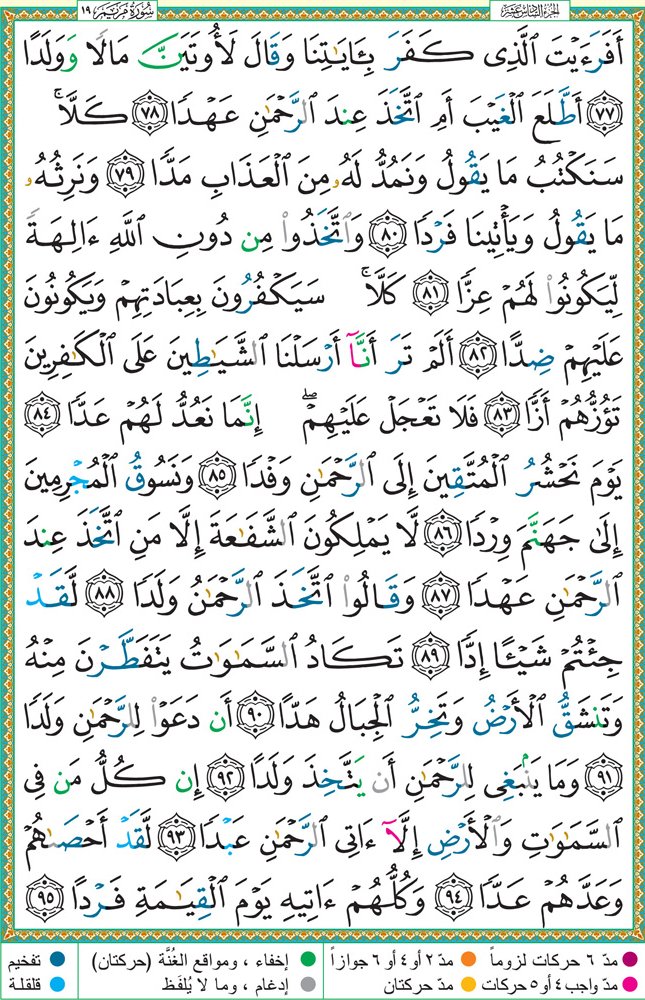 الجزء السادس عشر سورة مريم ١٩
أَفَرَءَيۡتَ ٱلَّذِي كَفَرَ بِـَٔايَٰتِنَا وَقَالَ لَأُوتَيَنَّ مَالٗا وَوَلَدًا
٧٧ أَطَّلَعَ ٱلۡغَيۡبَ أَمِ ٱتَّخَذَ عِندَ ٱلرَّحۡمَٰنِ عَهۡدٗا ٧٨ كَلَّاۚ
سَنَكۡتُبُ مَا يَقُولُ وَنَمُدُّ لَهُۥ مِنَ ٱلۡعَذَابِ مَدّٗا ٧٩ وَنَرِثُهُۥ
مَا يَقُولُ وَيَأۡتِينَا فَرۡدٗا ٨٠ وَٱتَّخَذُواْ مِن دُونِ ٱللَّهِ ءَالِهَةٗ
لِّيَكُونُواْ لَهُمۡ عِزّٗا ٨١ كَلَّاۚ سَيَكۡفُرُونَ بِعِبَادَتِهِمۡ وَيَكُونُونَ
عَلَيۡهِمۡ ضِدًّا ٨٢ أَلَمۡ تَرَ أَنَّآ أَرۡسَلۡنَا ٱلشَّيَٰطِينَ عَلَى ٱلۡكَٰفِرِينَ
تَؤُزُّهُمۡ أَزّٗا ٨٣ فَلَا تَعۡجَلۡ عَلَيۡهِمۡۖ إِنَّمَا نَعُدُّ لَهُمۡ عَدّٗا ٨٤
يَوۡمَ نَحۡشُرُ ٱلۡمُتَّقِينَ إِلَى ٱلرَّحۡمَٰنِ وَفۡدٗا ٨٥ وَنَسُوقُ ٱلۡمُجۡرِمِينَ
إِلَىٰ جَهَنَّمَ وِرۡدٗا ٨٦ لَّا يَمۡلِكُونَ ٱلشَّفَٰعَةَ إِلَّا مَنِ ٱتَّخَذَ عِندَ
ٱلرَّحۡمَٰنِ عَهۡدٗا ٨٧ وَقَالُواْ ٱتَّخَذَ ٱلرَّحۡمَٰنُ وَلَدٗا ٨٨ لَّقَدۡ
جِئۡتُمۡ شَيۡـًٔا إِدّٗا ٨٩ تَكَادُ ٱلسَّمَٰوَٰتُ يَتَفَطَّرۡنَ مِنۡهُ
وَتَنشَقُّ ٱلۡأَرۡضُ وَتَخِرُّ ٱلۡجِبَالُ هَدًّا ٩٠ أَن دَعَوۡاْ لِلرَّحۡمَٰنِ وَلَدٗا
٩١ وَمَا يَنۢبَغِي لِلرَّحۡمَٰنِ أَن يَتَّخِذَ وَلَدًا ٩٢ إِن كُلُّ مَن فِي
ٱلسَّمَٰوَٰتِ وَٱلۡأَرۡضِ إِلَّآ ءَاتِي ٱلرَّحۡمَٰنِ عَبۡدٗا ٩٣ لَّقَدۡ أَحۡصَىٰهُمۡ
وَعَدَّهُمۡ عَدّٗا ٩٤ وَكُلُّهُمۡ ءَاتِيهِ يَوۡمَ ٱلۡقِيَٰمَةِ فَرۡدًا ٩٥
مدّ ٦ حركات لزوماً مدّ ٢ أو ٤ أو ٦ جوازاً إخفاء ، ومواقع الغُنَّة (حركتان) تفخيم
مدّ واجب ٤ أو ٥ حركات مدّ حركتان إدغام ، وما لا يُلفَظ قلقلة